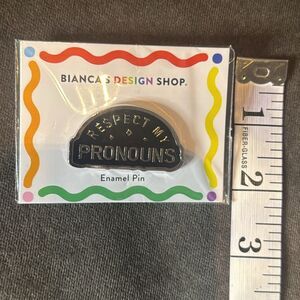 BIANCA'S DESIGN SHOP.
RESPECT MY
PRONOUNS
Enamel Pin
1
2
3
FIBER-GLASS